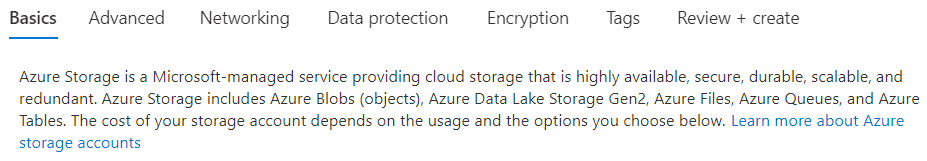 Basics Advanced Networking Data protection Encryption Tags Review + create
Azure Storage is a Microsoft-managed service providing cloud storage that is highly available, secure, durable, scalable, and
redundant. Azure Storage includes Azure Blobs (objects), Azure Data Lake Storage Gen2, Azure Files, Azure Queues, and Azure
Tables. The cost of your storage account depends on the usage and the options you choose below. Learn more about Azure
storage accounts